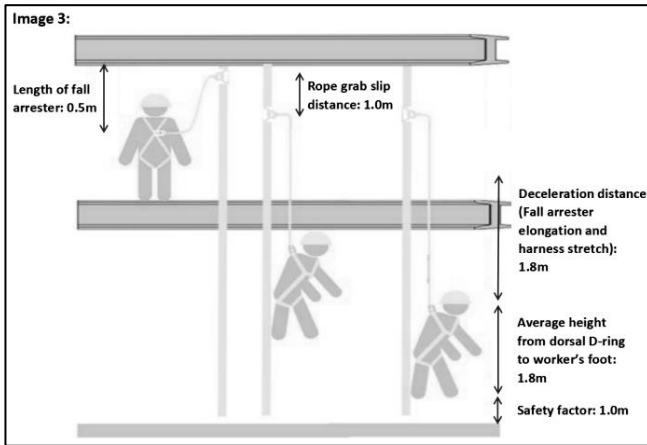 Image 3:
Length of fall
arrester: 0.5m
Rope grab slip
distance: 1.0m
Deceleration distance
(Fall arrester
elongation and
harness stretch):
1.8m
Average height
from dorsal D-ring
to worker's foot:
1.8m
Safety factor: 1.0m